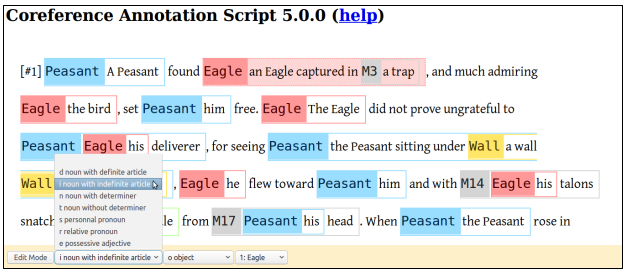 Coreference Annotation Script 5.0.0 (help)
[#1] Peasant A Peasant found Eagle an Eagle captured in M3 a trap , and much admiring
Eagle the bird , set Peasant him free. Eagle The Eagle did not prove ungrateful to
Peasant Eagle his deliverer , for seeing Peasant the Peasant sitting under Wall a wall
Wall , Eagle he flew toward Peasant him and with M14 Eagle his talons
snatch from M17 Peasant his head . When Peasant the Peasant rose in
d noun with definite article
i noun with indefinite article
n noun with determiner
t noun without determiner
s personnal pronoun
r relative pronoun
e possessive adjective
Edit Mode i noun with indefinite article o object 1: Eagle